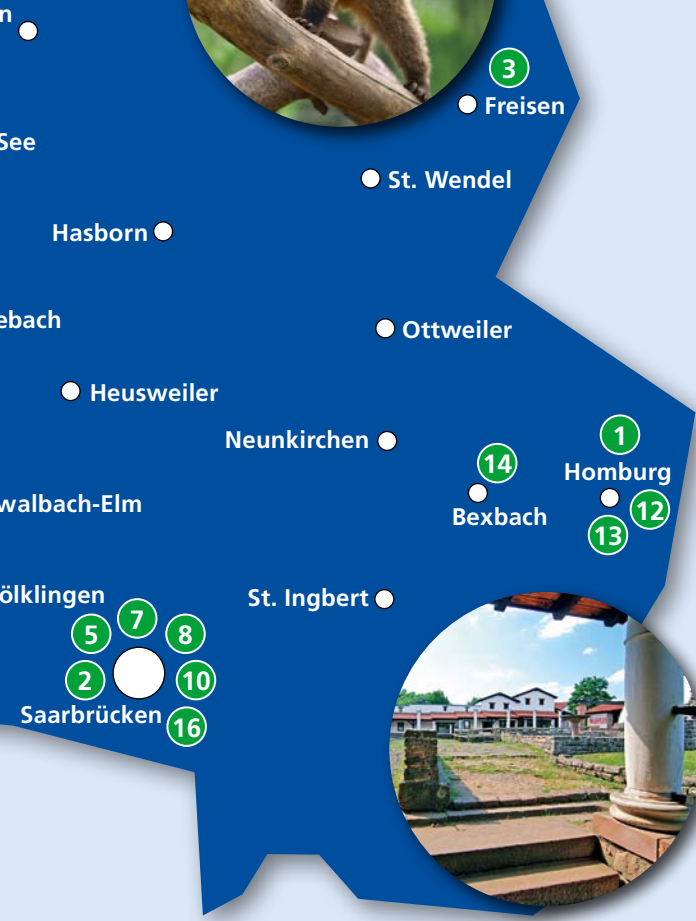 n
3
Freisen
See
St. Wendel
Hasborn
ebach
Ottweiler
Heusweiler
1
Neunkirchen
14
Homburg
walbach-Elm
12
Bexbach
13
ölklingen
St. Ingbert
7
5
8
2
10
Saarbrücken
16